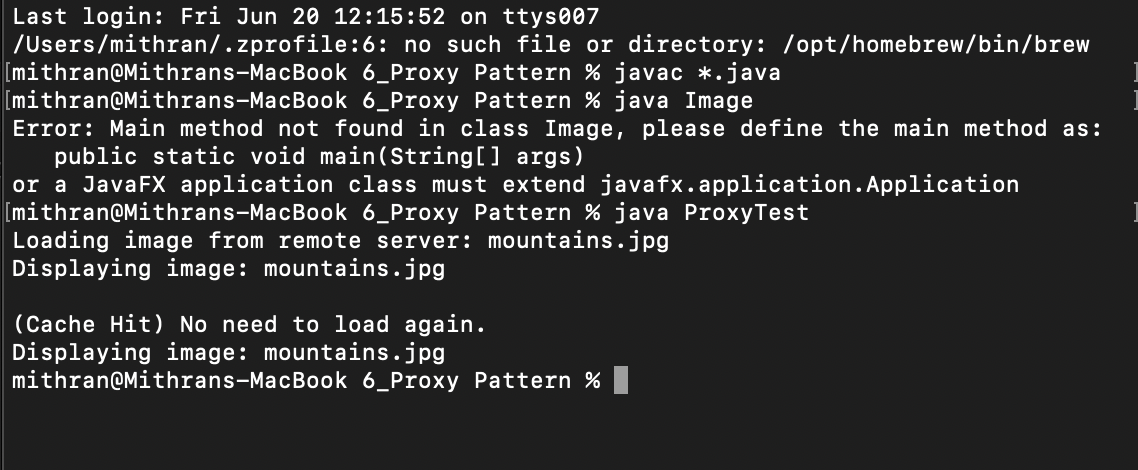 Last login: Fri Jun 20 12:15:52 on ttys007
/Users/mithran/.zprofile:6: no such file or directory: /opt/homebrew/bin/brew
[mithran@Mithrans-MacBook 6_Proxy Pattern % javac *.java ]
[mithran@Mithrans-MacBook 6_Proxy Pattern % java Image ]
Error: Main method not found in class Image, please define the main method as:
   public static void main(String[] args)
or a JavaFX application class must extend javafx.application.Application
[mithran@Mithrans-MacBook 6_Proxy Pattern % java ProxyTest ]
Loading image from remote server: mountains.jpg
Displaying image: mountains.jpg

(Cache Hit) No need to load again.
Displaying image: mountains.jpg
mithran@Mithrans-MacBook 6_Proxy Pattern %